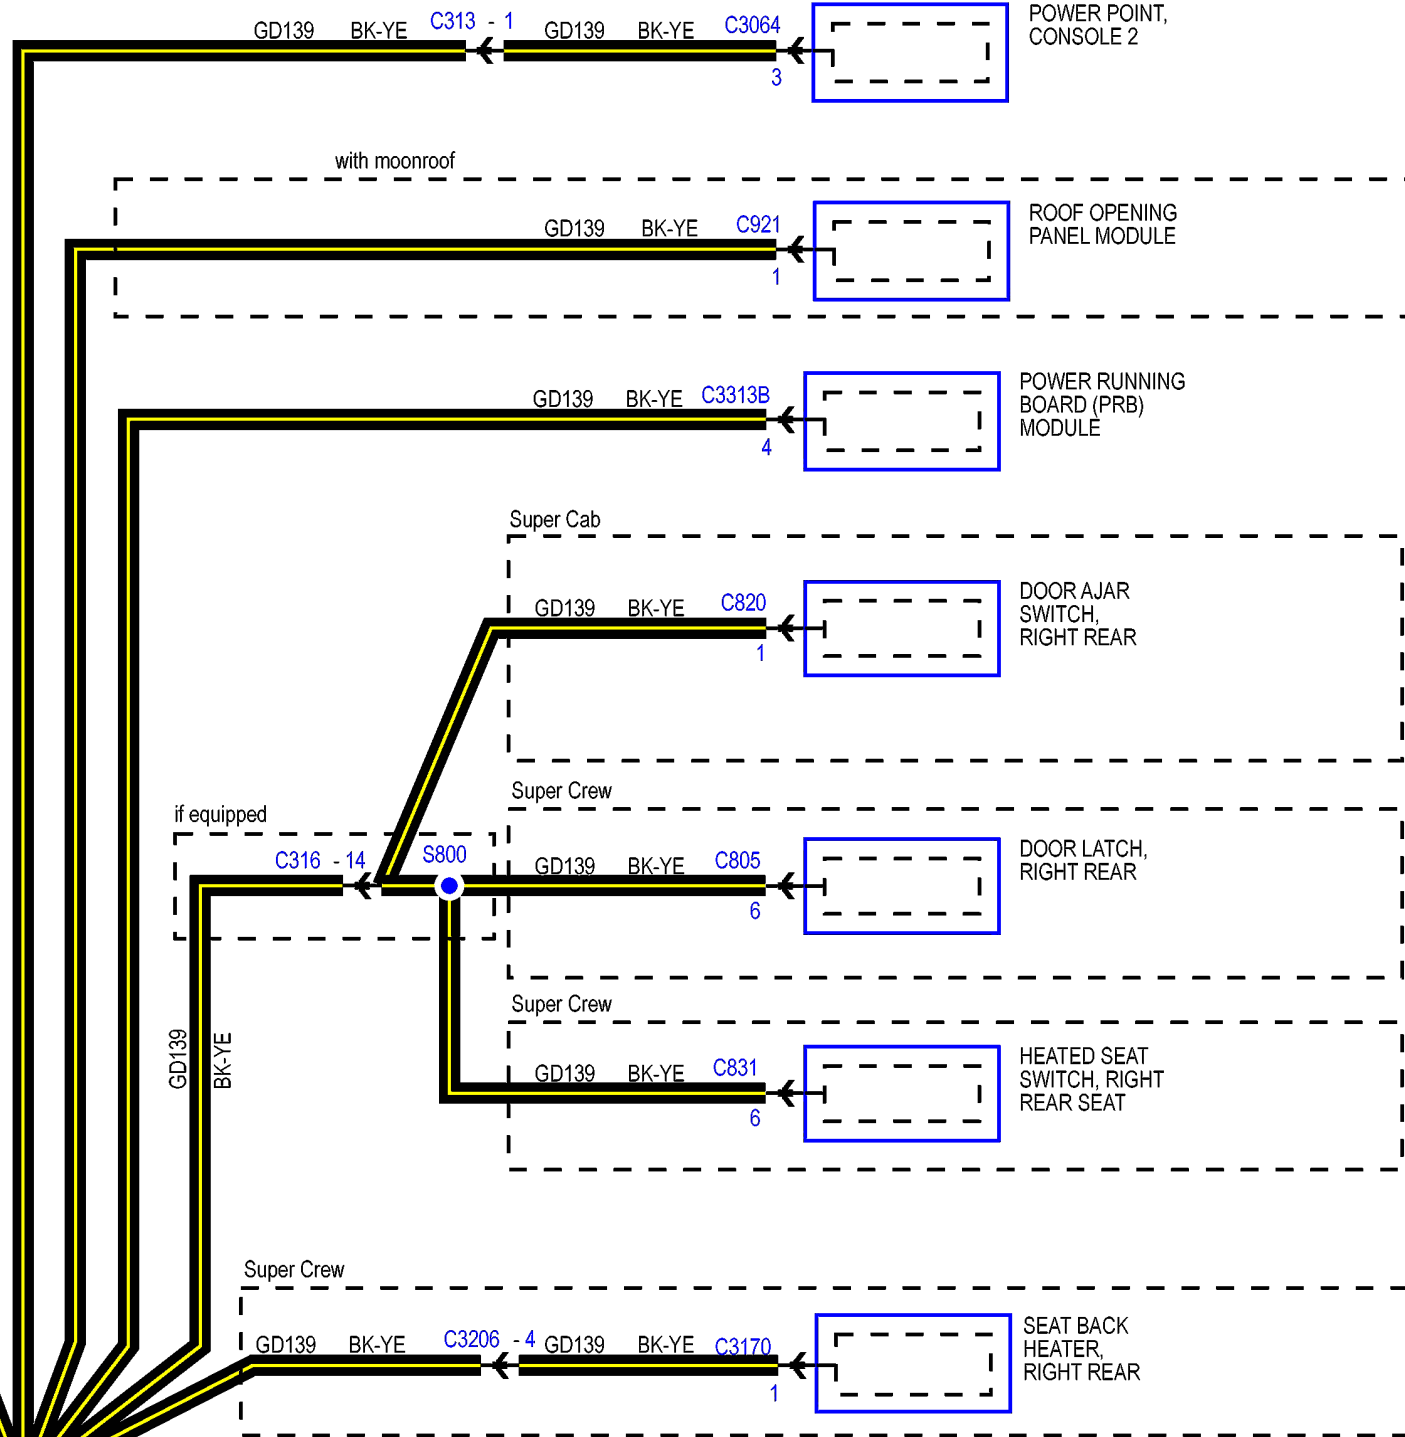 GD139 BK-YE C313 - 1 GD139 BK-YE C3064
3
POWER POINT,
CONSOLE 2
with moonroof
GD139 BK-YE C921
1
ROOF OPENING
PANEL MODULE
GD139 BK-YE C3313B
4
POWER RUNNING
BOARD (PRB)
MODULE
Super Cab
GD139 BK-YE C820
1
DOOR AJAR
SWITCH,
RIGHT REAR
Super Crew
if equipped
C316 - 14 S800
GD139 BK-YE C805
6
DOOR LATCH,
RIGHT REAR
Super Crew
GD139
BK-YE
GD139 BK-YE C831
6
HEATED SEAT
SWITCH, RIGHT
REAR SEAT
Super Crew
GD139 BK-YE C3206 - 4 GD139 BK-YE C3170
1
SEAT BACK
HEATER,
RIGHT REAR